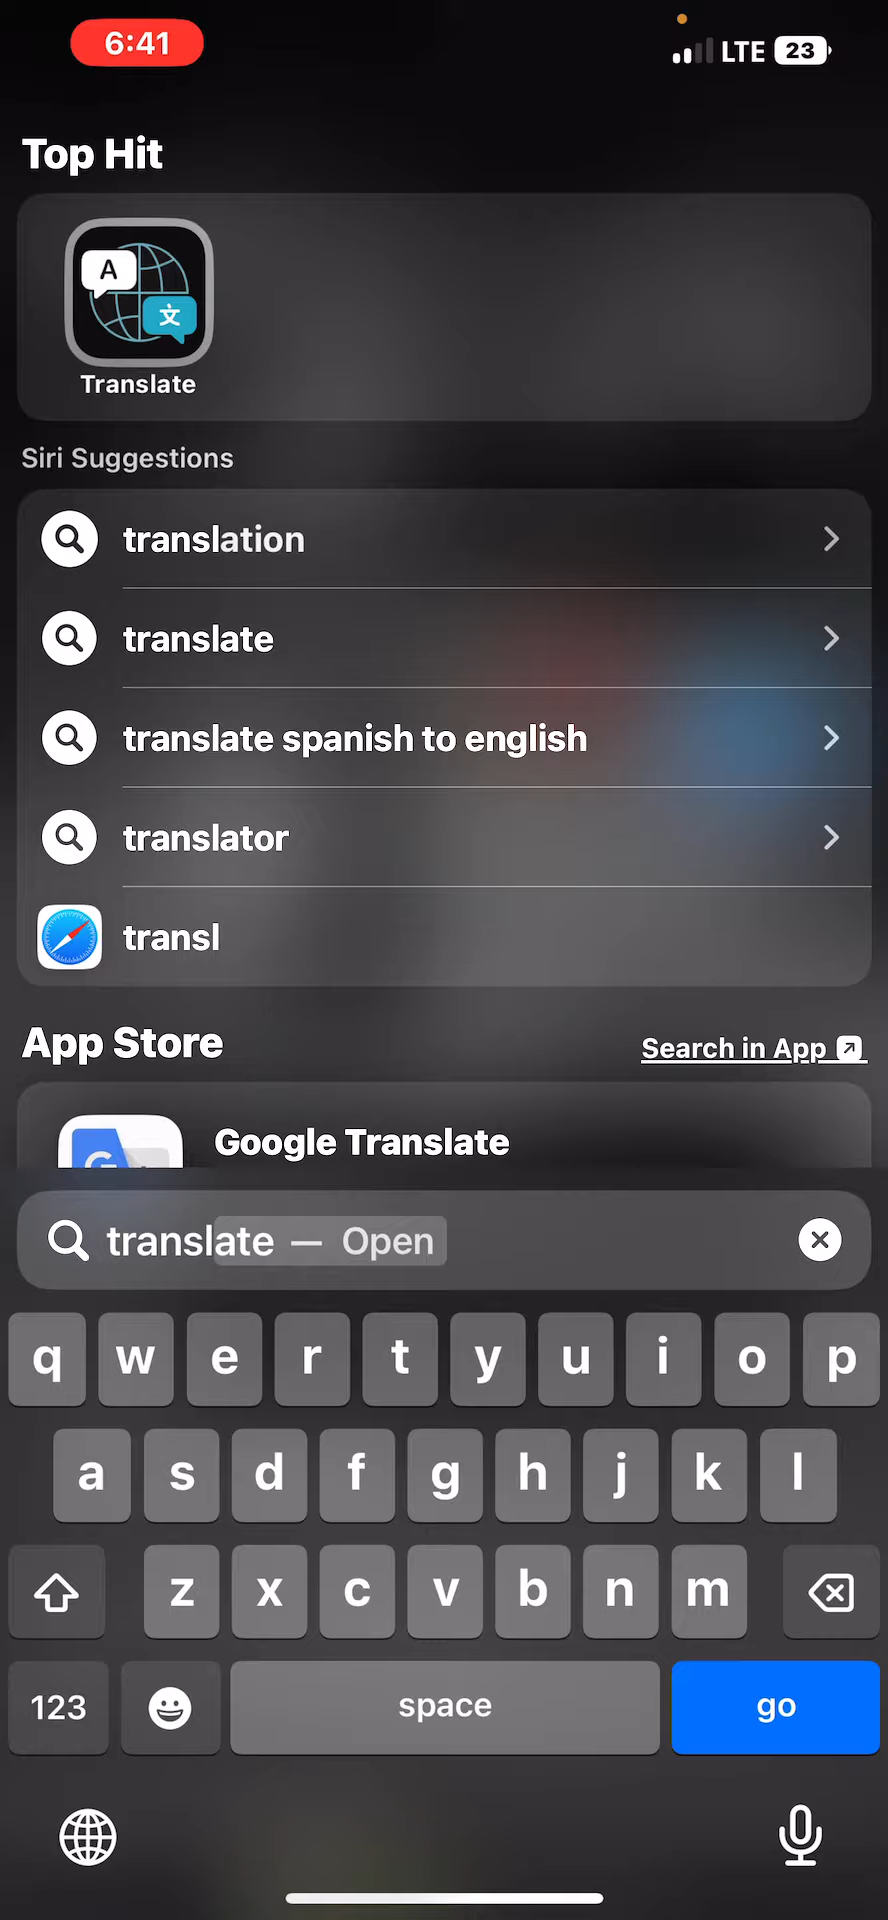 6:41
LTE 23
Top Hit
A
文
Translate
Siri Suggestions
translation
translate
translate spanish to english
translator
transl
App Store
Search in App
Google Translate
G
translate — Open
q w e r t y u i o p
a s d f g h j k l
z x c v b n m
123 space go